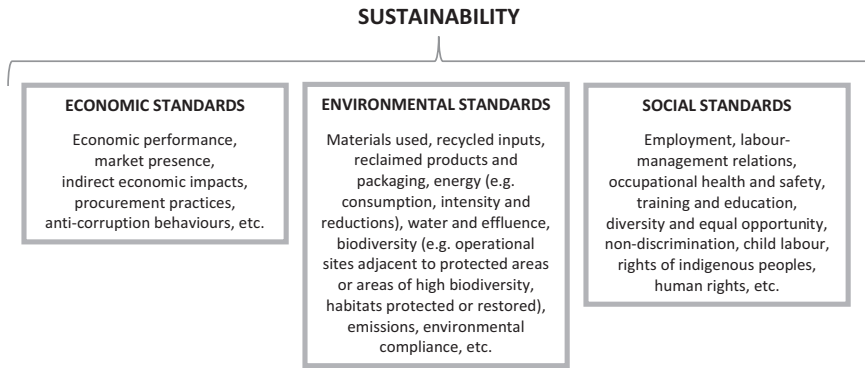 SUSTAINABILITY
ECONOMIC STANDARDS
Economic performance,
market presence,
indirect economic impacts,
procurement practices,
anti-corruption behaviours, etc.
ENVIRONMENTAL STANDARDS
Materials used, recycled inputs,
reclaimed products and
packaging, energy (e.g.
consumption, intensity and
reductions), water and effluence,
biodiversity (e.g. operational
sites adjacent to protected areas
or areas of high biodiversity,
habitats protected or restored),
emissions, environmental
compliance, etc.
SOCIAL STANDARDS
Employment, labour-
management relations,
occupational health and safety,
training and education,
diversity and equal opportunity,
non-discrimination, child labour,
rights of indigenous peoples,
human rights, etc.